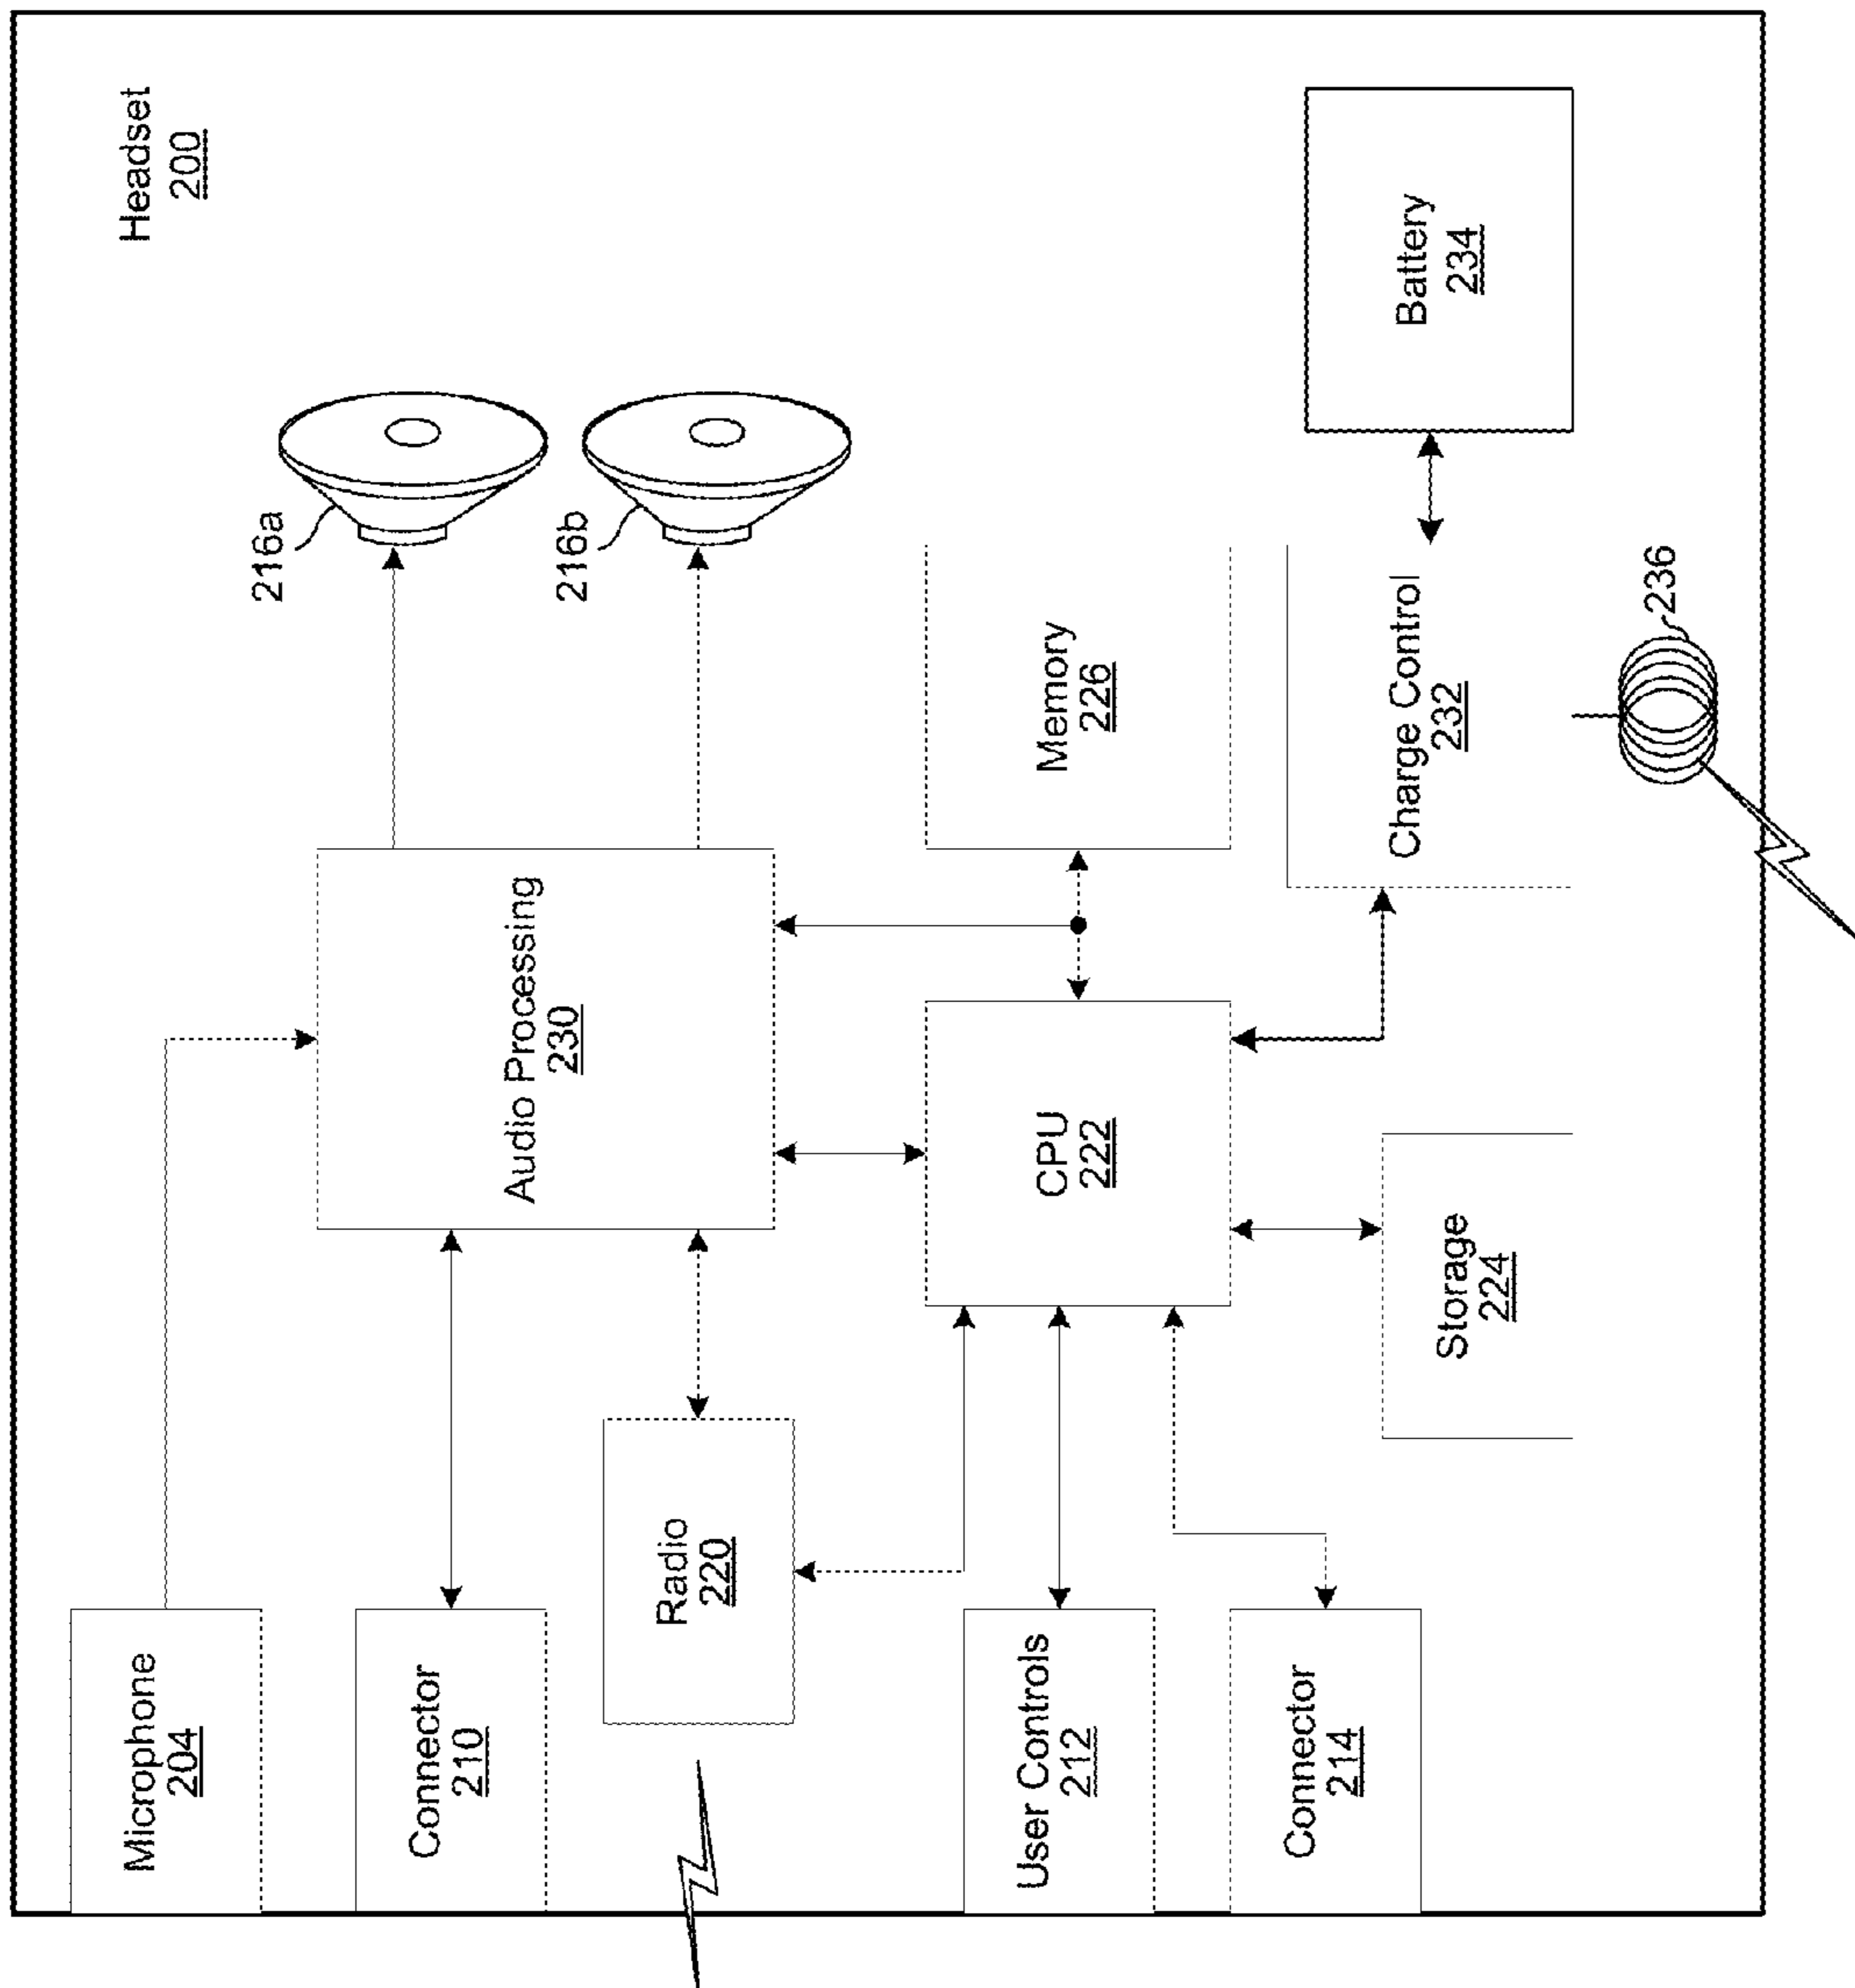 Headset
200
Microphone
204
Connector
210
Radio
220
User Controls
212
Connector
214
Audio Processing
230
CPU
222
Storage
224
216a
216b
Memory
226
Charge Control
232
Battery
234
236